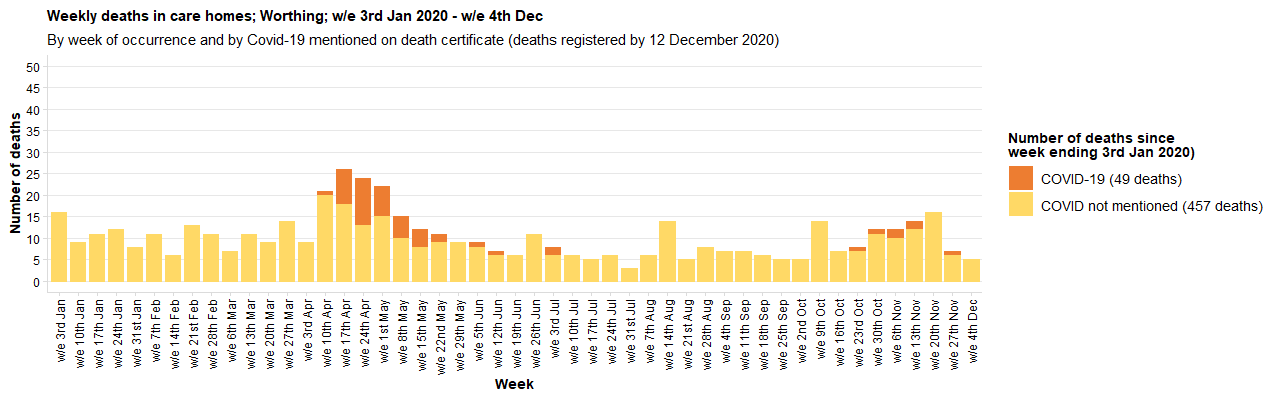 Weekly deaths in care homes; Worthing; w/e 3rd Jan 2020 - w/e 4th Dec
By week of occurrence and by Covid-19 mentioned on death certificate (deaths registered by 12 December 2020)
Number of deaths
50
45
40
35
30
25
20
15
10
5
0
w/e 3rd Jan
w/e 10th Jan
w/e 17th Jan
w/e 24th Jan
w/e 31st Jan
w/e 7th Feb
w/e 14th Feb
w/e 21st Feb
w/e 28th Feb
w/e 6th Mar
w/e 13th Mar
w/e 20th Mar
w/e 27th Mar
w/e 3rd Apr
w/e 10th Apr
w/e 17th Apr
w/e 24th Apr
w/e 1st May
w/e 8th May
w/e 15th May
w/e 22nd May
w/e 29th May
w/e 5th Jun
w/e 12th Jun
w/e 19th Jun
w/e 26th Jun
w/e 3rd Jul
w/e 10th Jul
w/e 17th Jul
w/e 24th Jul
w/e 31st Jul
w/e 7th Aug
w/e 14th Aug
w/e 21st Aug
w/e 28th Aug
w/e 4th Sep
w/e 11th Sep
w/e 18th Sep
w/e 25th Sep
w/e 2nd Oct
w/e 9th Oct
w/e 16th Oct
w/e 23rd Oct
w/e 30th Oct
w/e 6th Nov
w/e 13th Nov
w/e 20th Nov
w/e 27th Nov
w/e 4th Dec
Week
Number of deaths since
week ending 3rd Jan 2020)
COVID-19 (49 deaths)
COVID not mentioned (457 deaths)